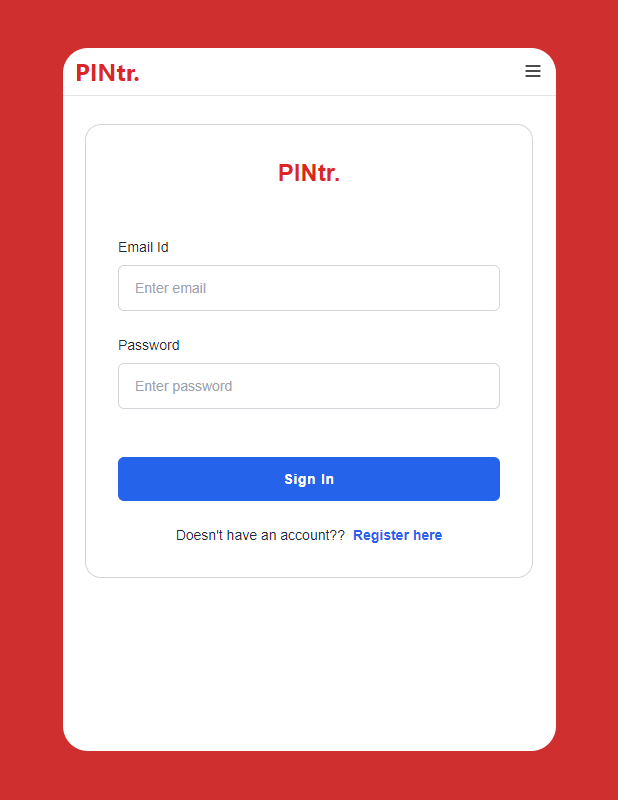 PINtr.
PINtr.
Email Id
Enter email
Password
Enter password
Sign In
Doesn't have an account?? Register here